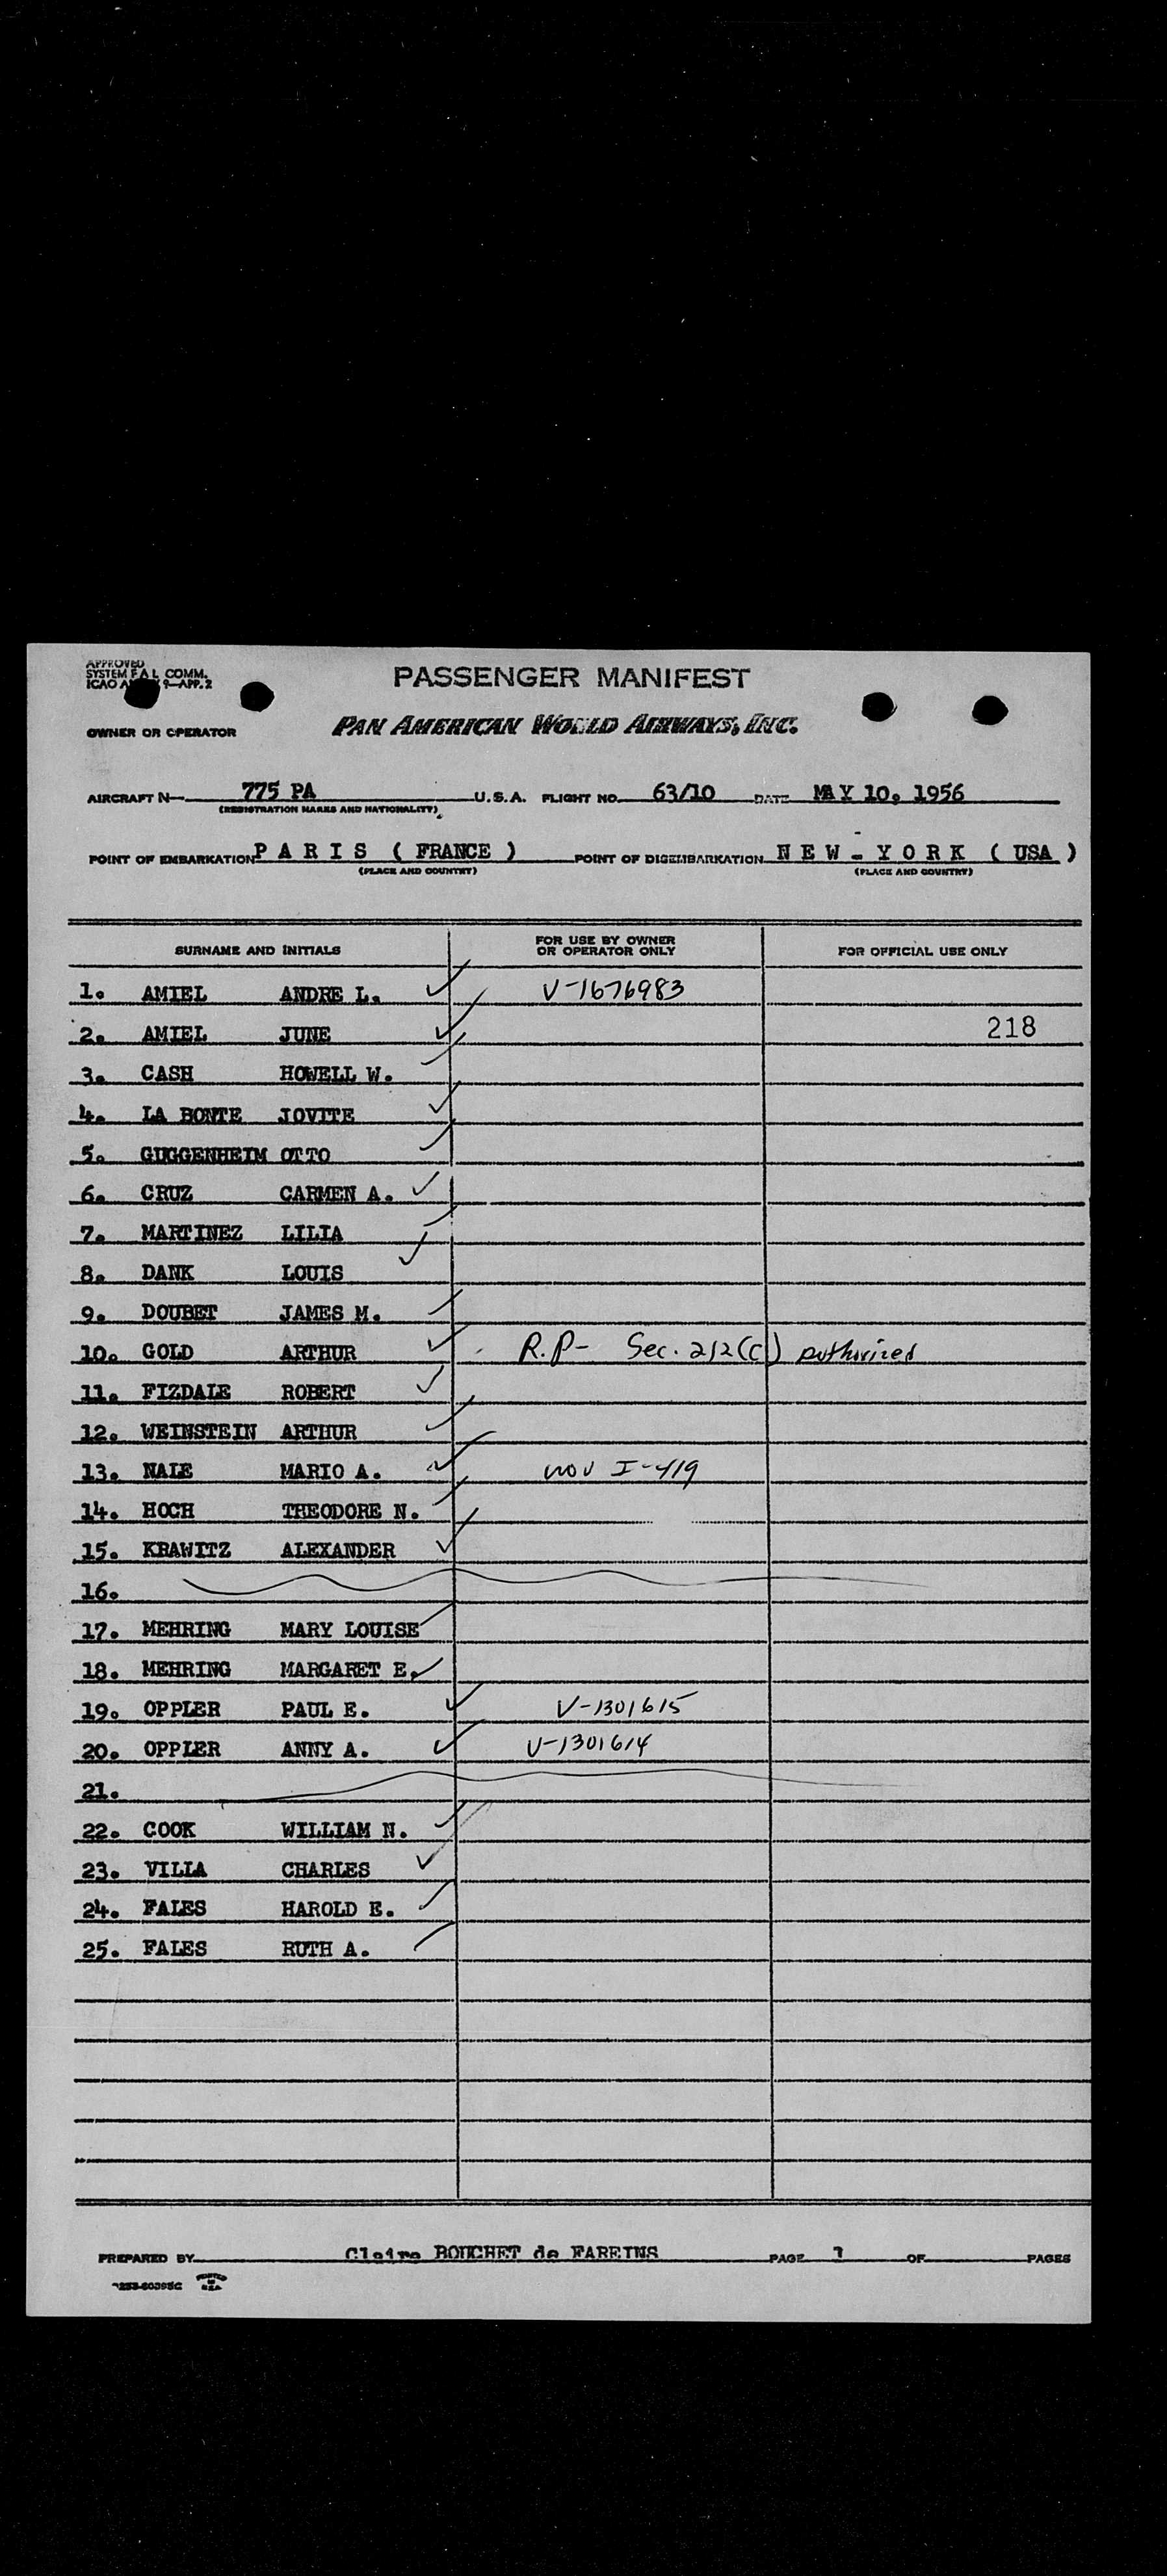 APPROVED
SYSTEM F A L COMM.
ICAO 9—APP. 2
PASSENGER MANIFEST
OWNER OR OPERATOR PAN AMERICAN WORLD AIRWAYS, INC.
AIRCRAFT N— 775 PA U.S.A. FLIGHT NO. 63/10 DATE MAY 10, 1956
(REGISTRATION MARKS AND NATIONALITY)
POINT OF EMBARKATION P A R I S ( FRANCE ) POINT OF DISEMBARKATION N E W - Y O R K ( USA )
(PLACE AND COUNTRY) (PLACE AND COUNTRY)
SURNAME AND INITIALS FOR USE BY OWNER OR OPERATOR ONLY FOR OFFICIAL USE ONLY
1. AMIEL ANDRE L. V-1676983
2. AMIEL JUNE 218
3. CASH HOWELL W.
4. LA BONTE JOVITE
5. GUGGENHEIM OTTO
6. CRUZ CARMEN A.
7. MARTINEZ LILIA
8. DANK LOUIS
9. DOUBET JAMES M.
10. GOLD ARTHUR R.P- Sec. 212(c) authorized
11. FIZDALE ROBERT
12. WEINSTEIN ARTHUR
13. NALE MARIO A. nov I-419
14. HOCH THEODORE N.
15. KRAWITZ ALEXANDER
16.
17. MEHRING MARY LOUISE
18. MEHRING MARGARET E.
19. OPPLER PAUL E. V-1301615
20. OPPLER ANNY A. V-1301614
21.
22. COOK WILLIAM N.
23. VILLA CHARLES
24. FALES HAROLD E.
25. FALES RUTH A.
PREPARED BY Claire BOUCHET de FAREINS PAGE 1 OF PAGES
PRINTED IN U.S.A.